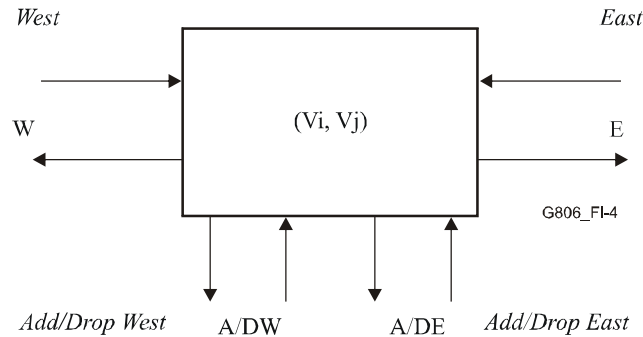 West
East
(Vi, Vj)
W
E
G806_FI-4
Add/Drop West
A/DW
A/DE
Add/Drop East